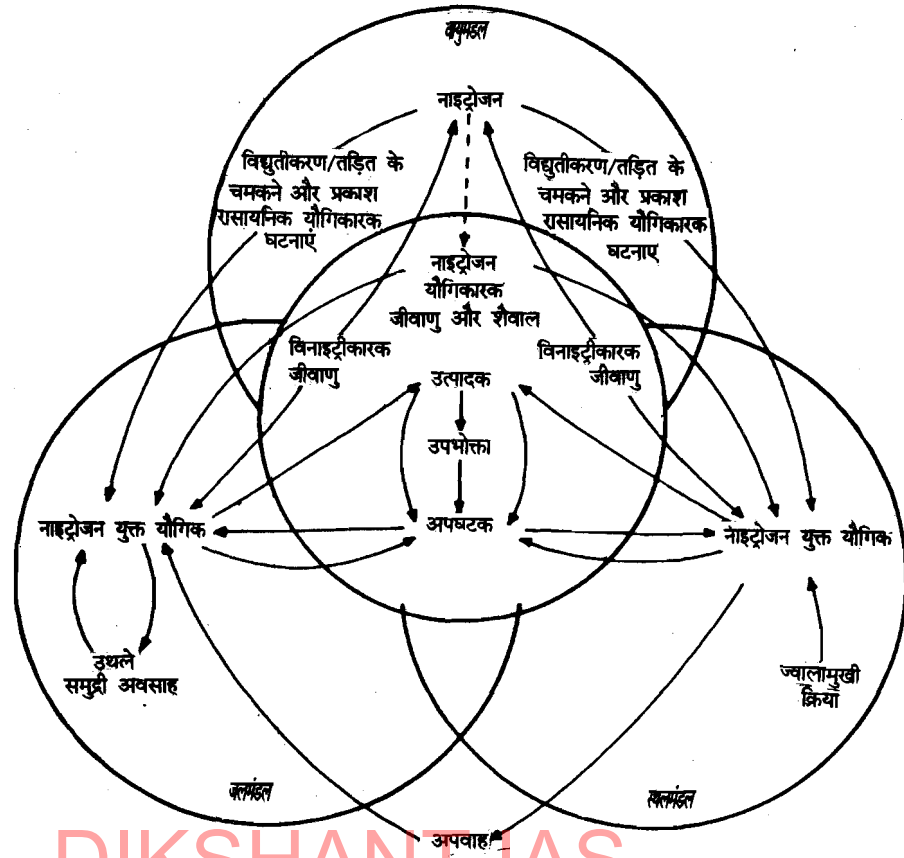 वायुमंडल
नाइट्रोजन
विद्युतीकरण/तड़ित के
चमकने और प्रकाश
रासायनिक यौगिकारक
घटनाएं
विद्युतीकरण/तड़ित के
चमकने और प्रकाश
रासायनिक यौगिकारक
घटनाए
नाइट्रोजन
यौगिकारक
जीवाणु और शैवाल
विनाइट्रीकारक
जीवाणु
विनाइट्रीकारक
जीवाणु
उत्पादक
उपभोक्ता
अपघटक
नाइट्रोजन युक्त यौगिक
नाइट्रोजन युक्त यौगिक
उथले
समुद्री अवसाह
ज्वालामुखी
क्रिया
जलमंडल
स्थलमंडल
अपवाह
DIKSHANT IAS